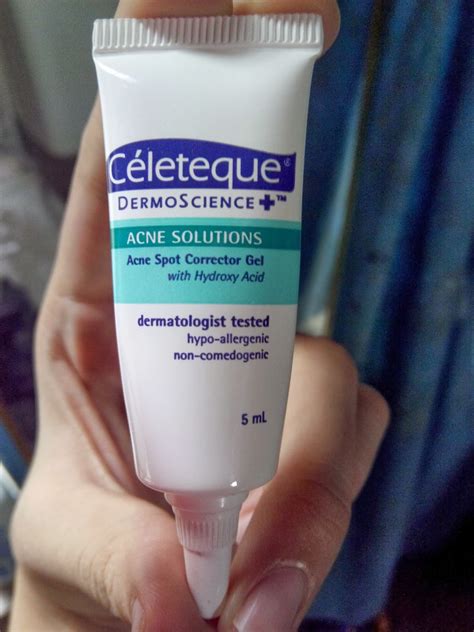 Céleteque®
DERMOSCIENCE+™
ACNE SOLUTIONS
Acne Spot Corrector Gel
with Hydroxy Acid
dermatologist tested
hypo-allergenic
non-comedogenic
5 mL